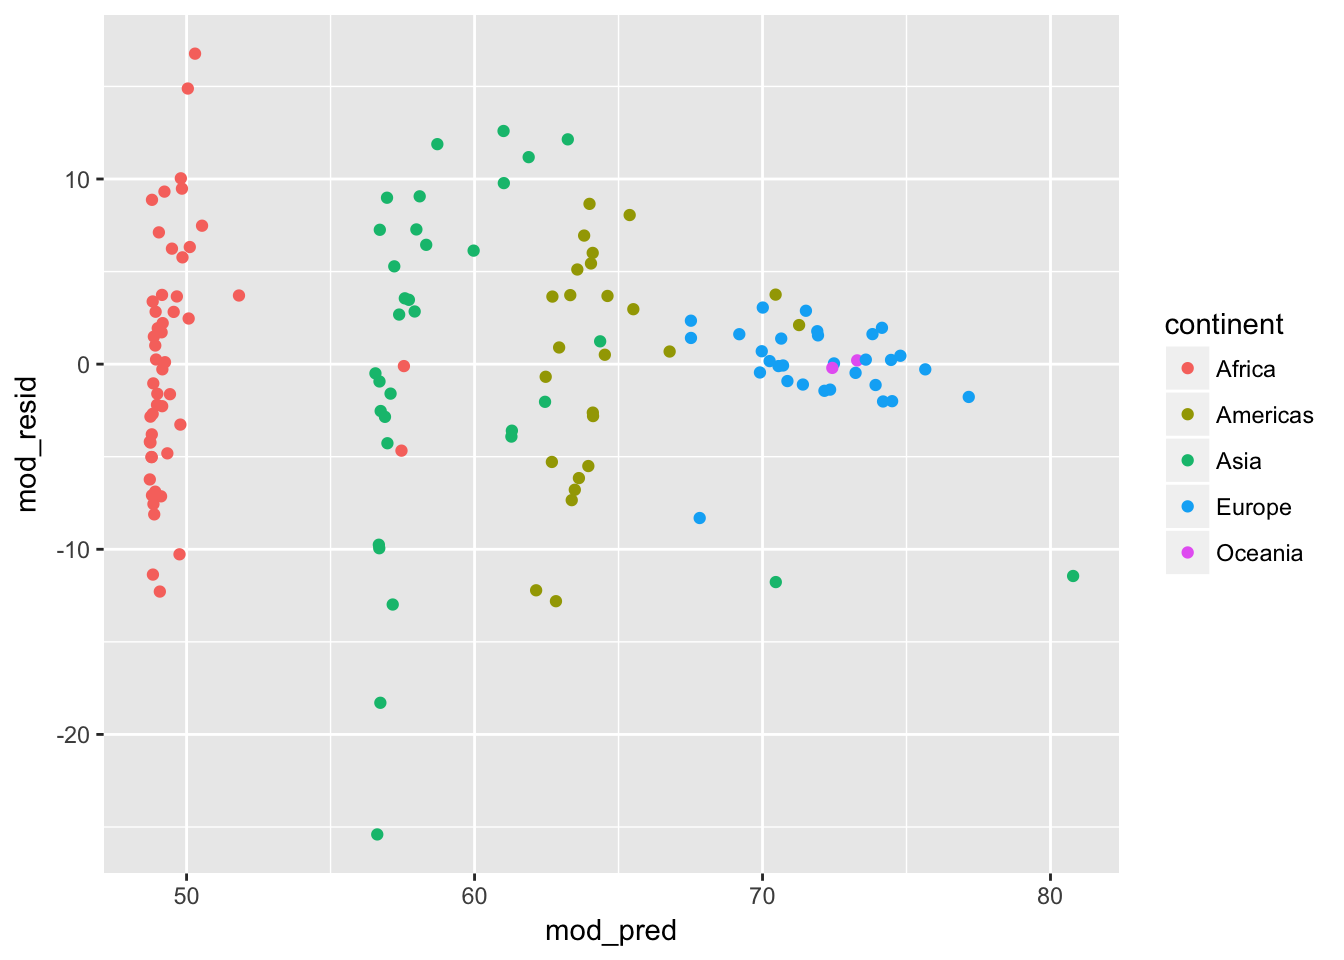 10
0
-10
-20
mod_resid
50 60 70 80
mod_pred
continent
Africa
Americas
Asia
Europe
Oceania